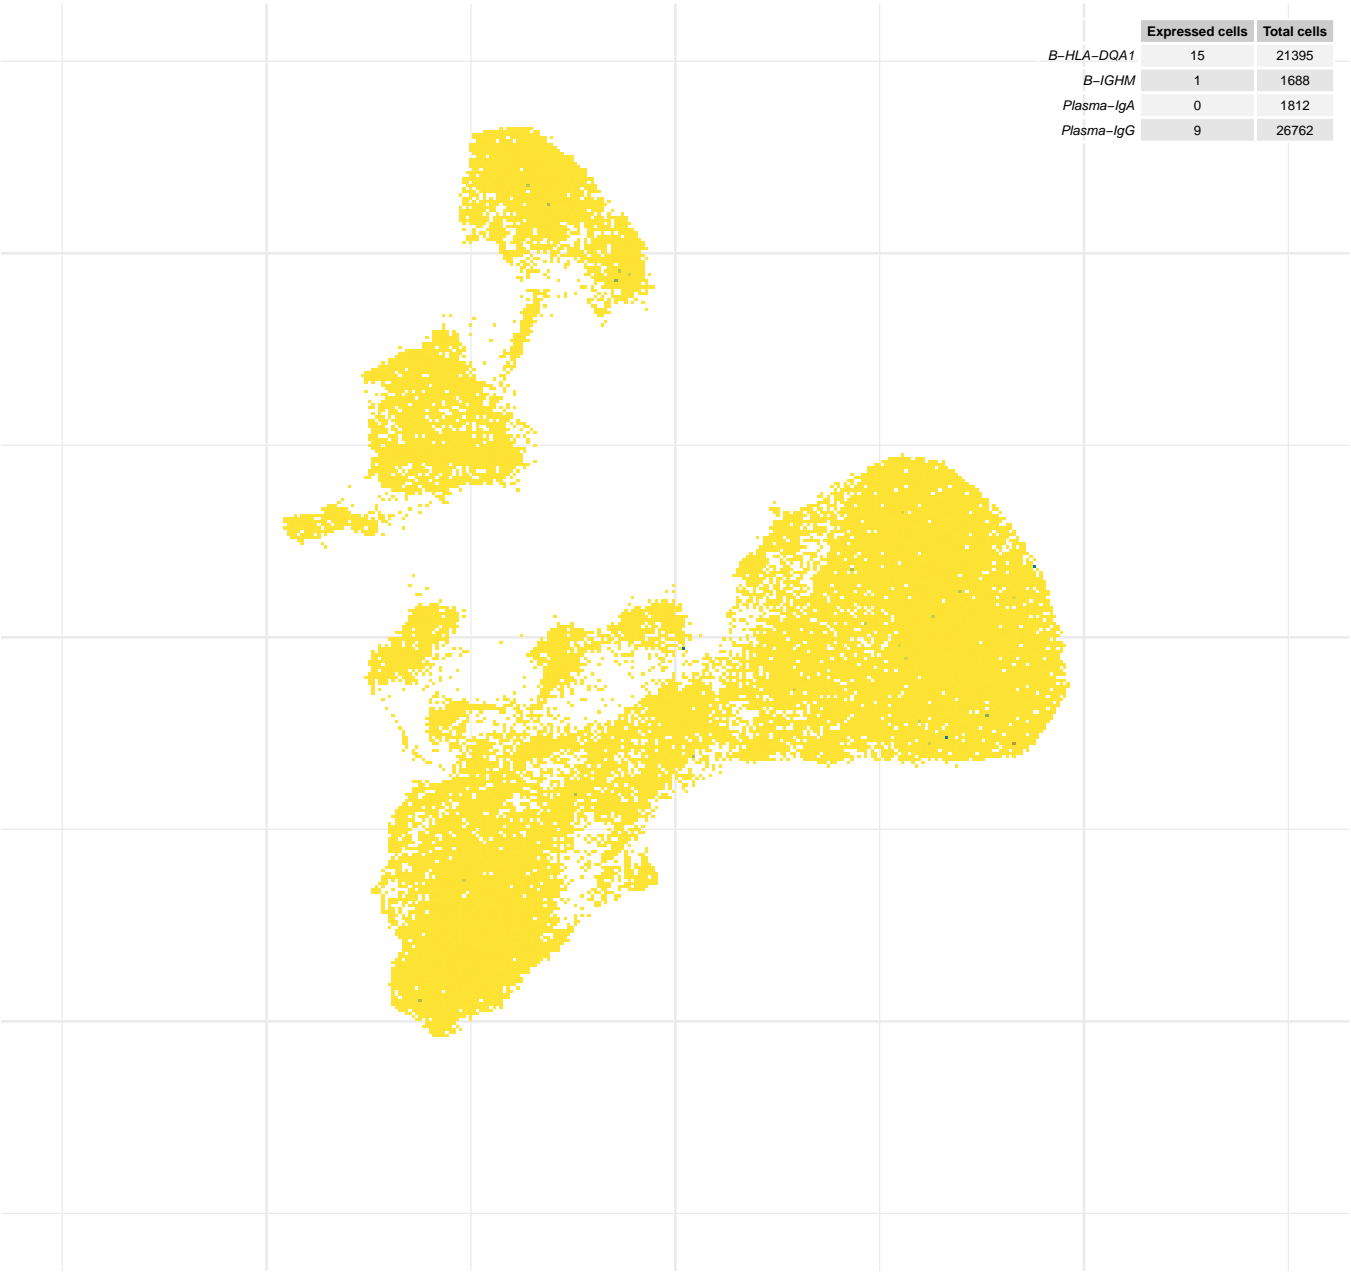 Expressed cells Total cells
B−HLA−DQA1 15 21395
B−IGHM 1 1688
Plasma−IgA 0 1812
Plasma−IgG 9 26762